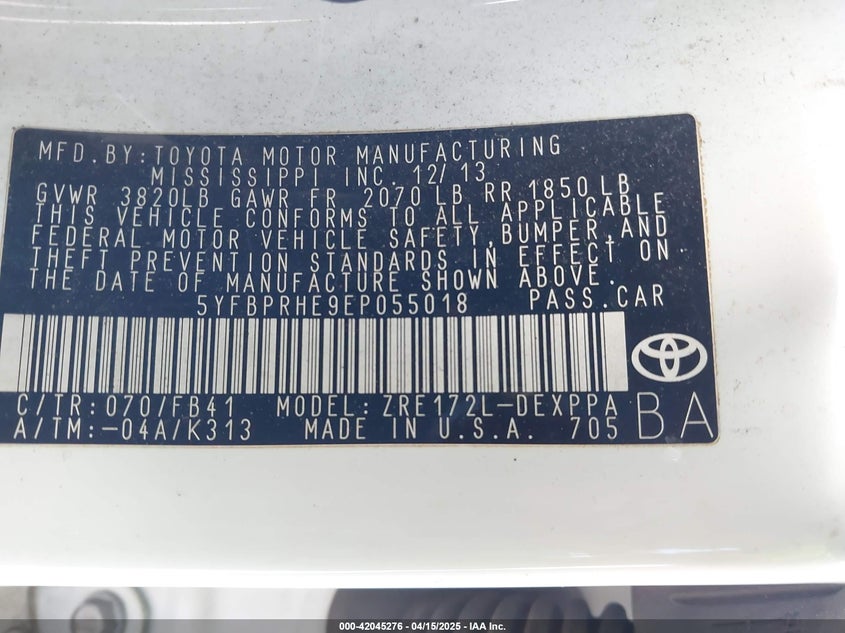 MFD.BY:TOYOTA MOTOR MANUFACTURING
MISSISSIPPI INC. 12/13
GVWR 3820LB GAWR FR 2070 LB RR 1850 LB
THIS VEHICLE CONFORMS TO ALL APPLICABLE
FEDERAL MOTOR VEHICLE SAFETY,BUMPER,AND
THEFT PREVENTION STANDARDS IN EFFECT ON
THE DATE OF MANUFACTURE SHOWN ABOVE.
5YFBPRHE9EP055018 PASS.CAR
C/TR:070/FB41 MODEL:ZRE172L-DEXPPA
A/TM:-04A/K313 MADE IN U.S.A. 705
BA
000-42045276 | 04/15/2025 | IAA Inc.